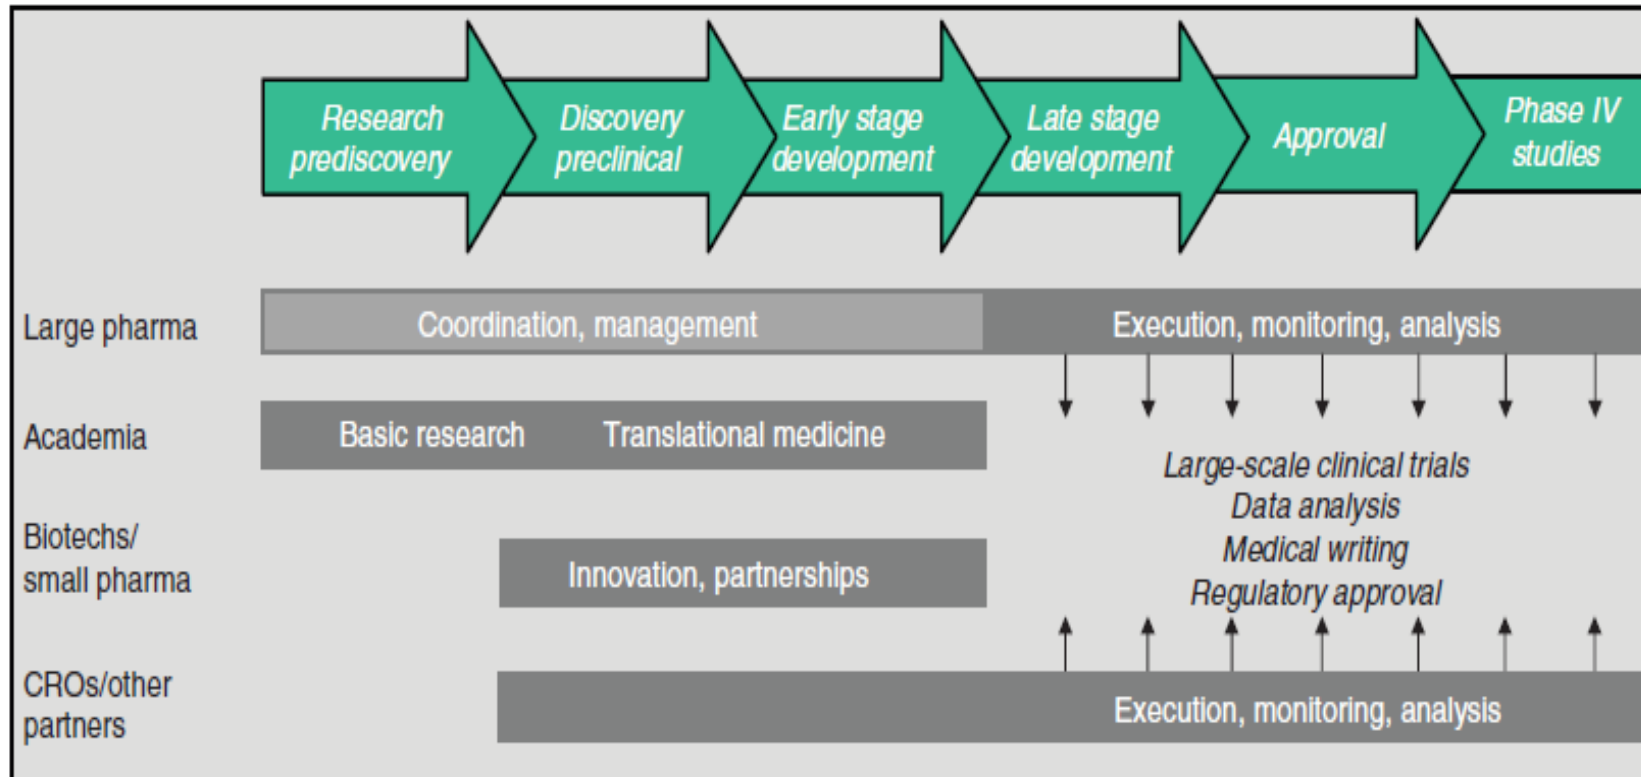 Research
prediscovery
Discovery
preclinical
Early stage
development
Late stage
development
Approval
Phase IV
studies
Large pharma
Coordination, management
Execution, monitoring, analysis
Academia
Basic research
Translational medicine
Large-scale clinical trials
Data analysis
Medical writing
Regulatory approval
Biotechs/
small pharma
Innovation, partnerships
CROs/other
partners
Execution, monitoring, analysis